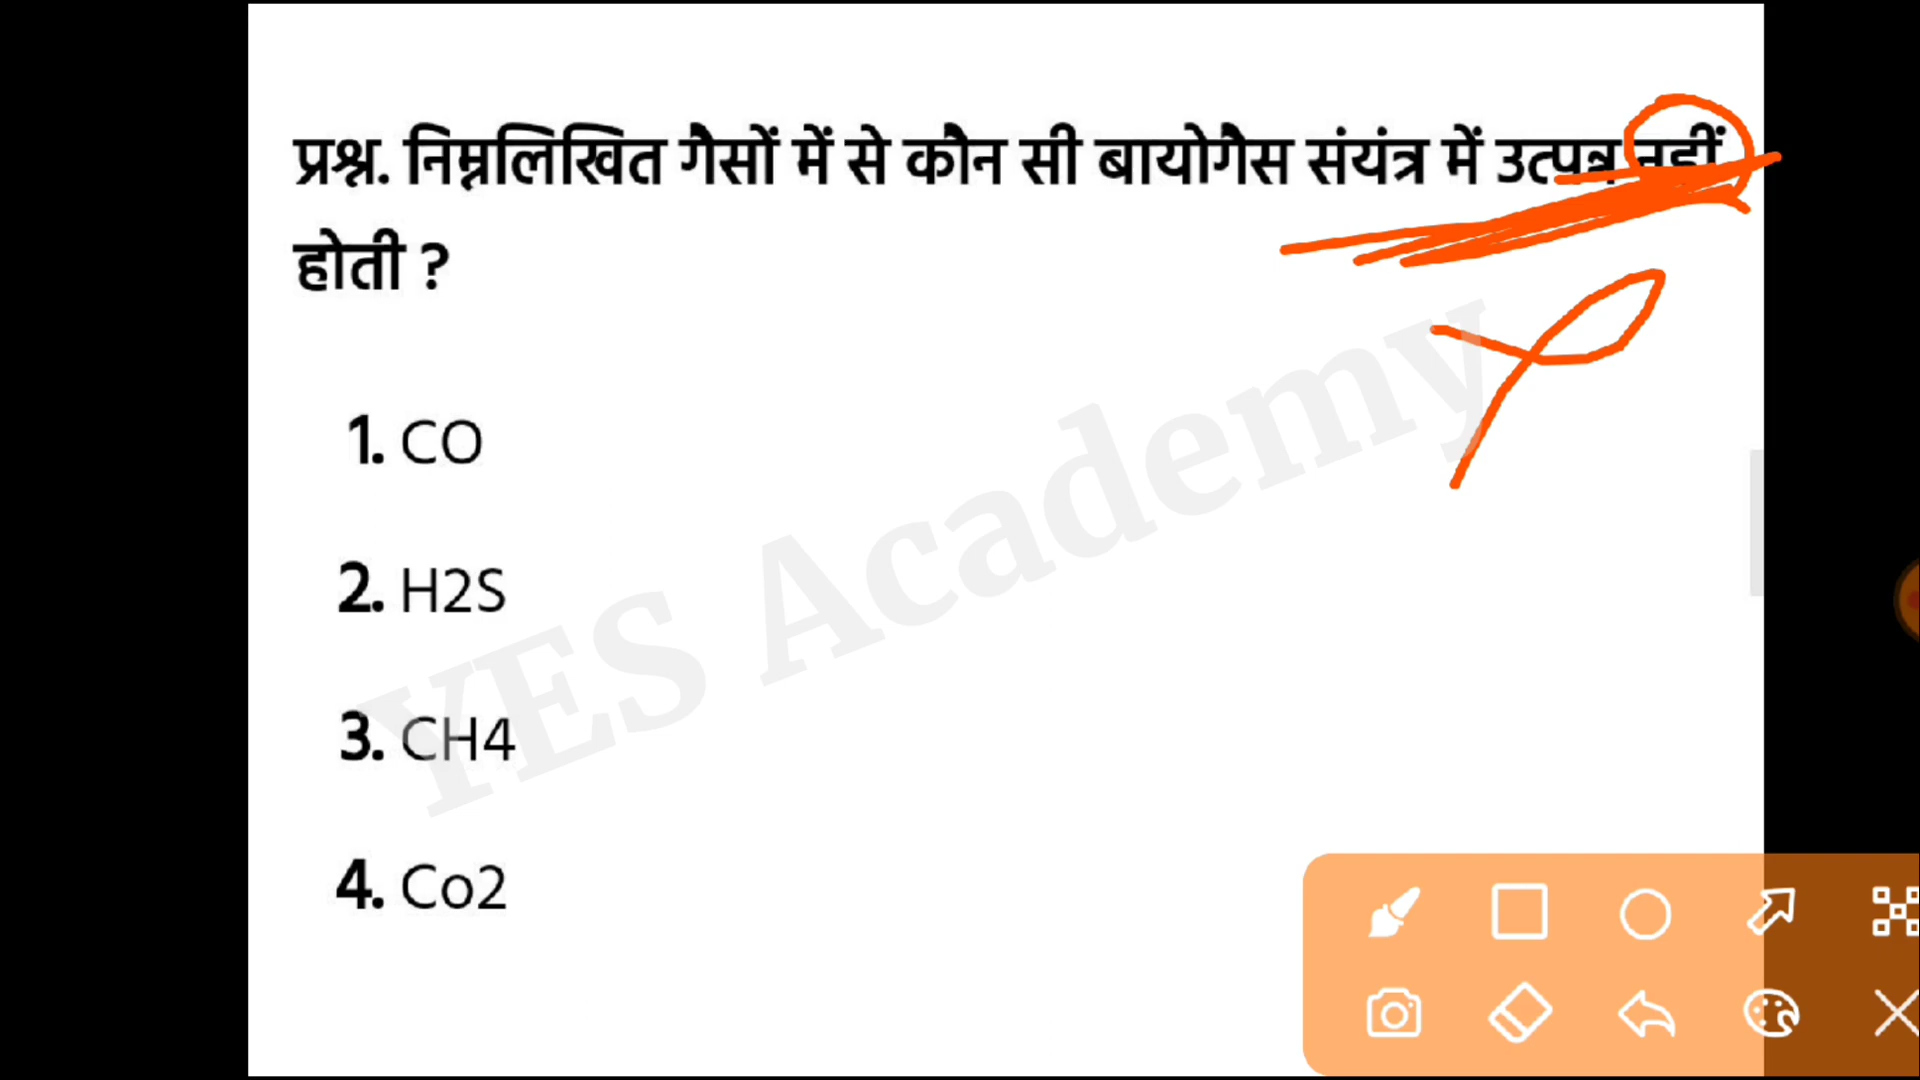 प्रश्न. निम्नलिखित गैसों में से कौन सी बायोगैस संयंत्र में उत्पन्न नहीं
होती ?
1. CO
2. H2S
3. CH4
4. Co2
YES Academy